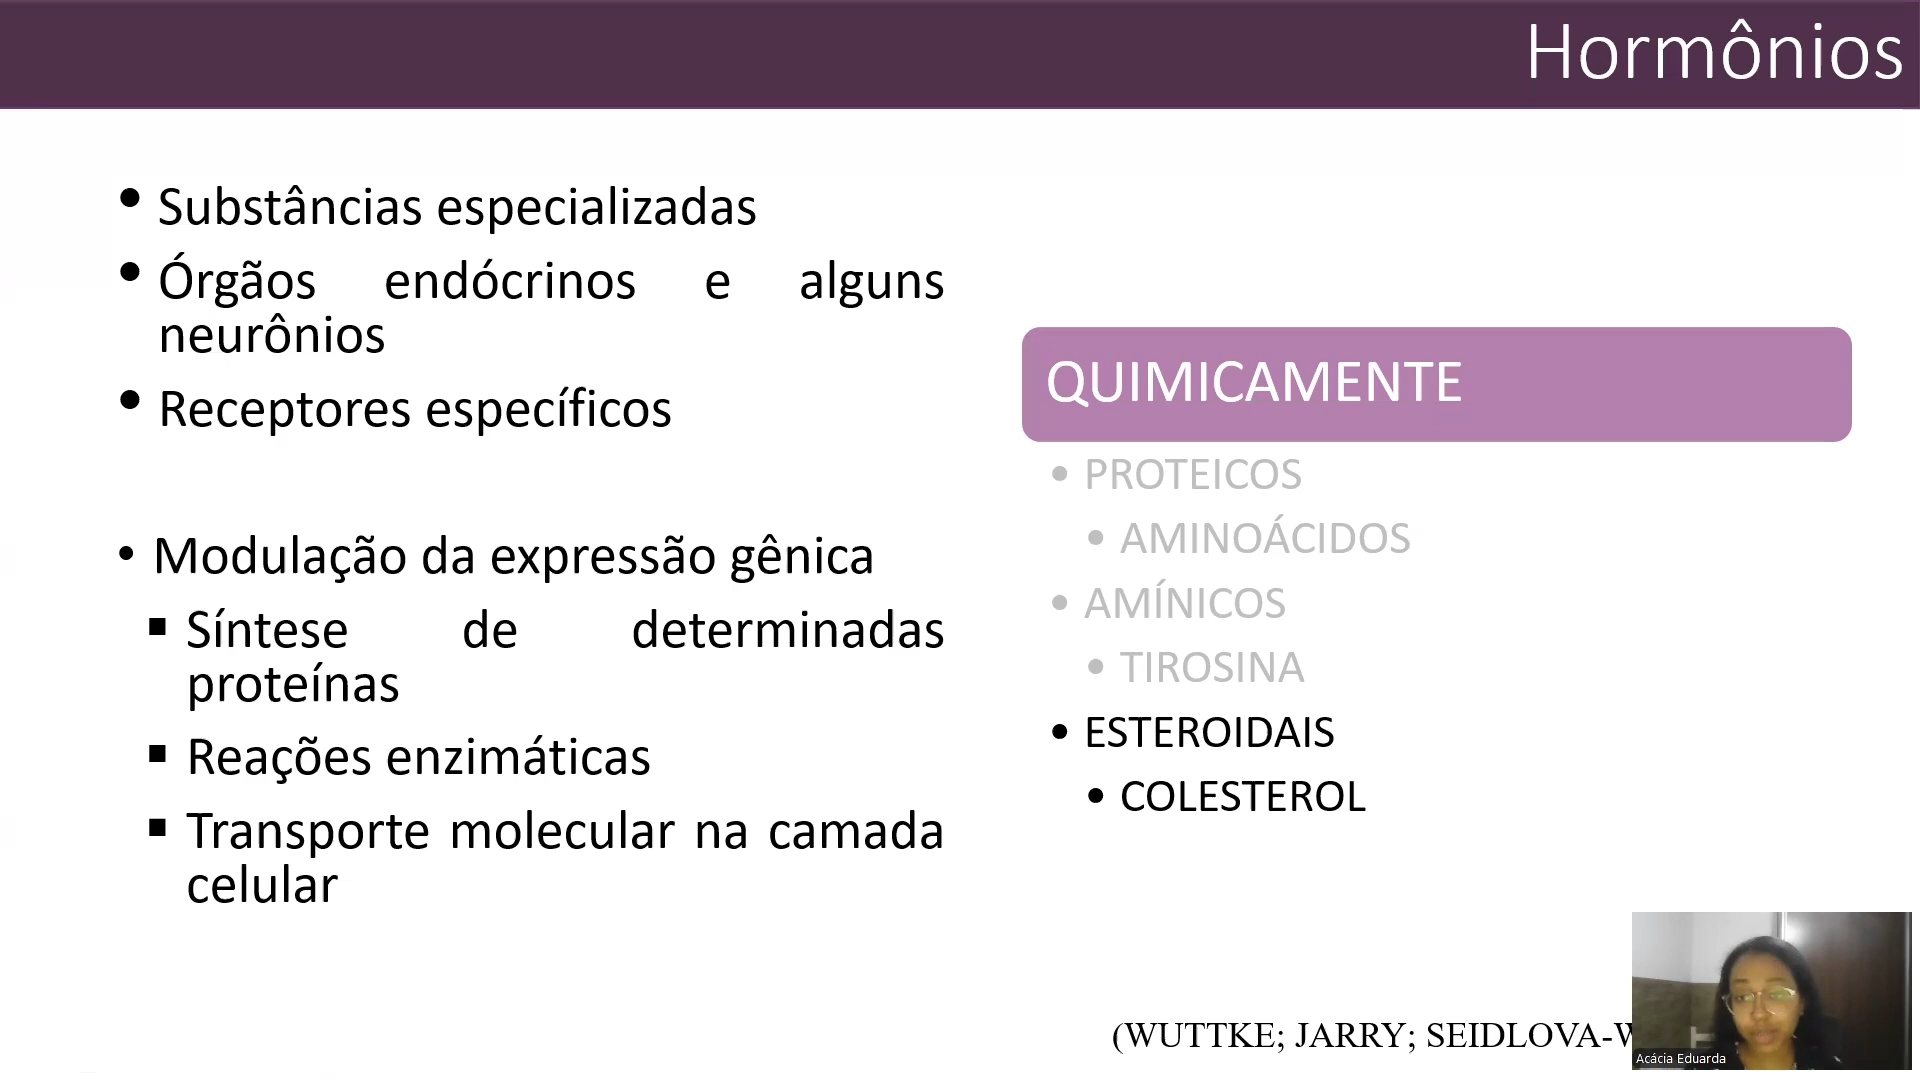 Hormônios
• Substâncias especializadas
• Órgãos endócrinos e alguns
neurônios
• Receptores específicos
• Modulação da expressão gênica
▪ Síntese de determinadas
proteínas
▪ Reações enzimáticas
▪ Transporte molecular na camada
celular
QUIMICAMENTE
• PROTEICOS
• AMINOÁCIDOS
• AMÍNICOS
• TIROSINA
• ESTEROIDAIS
• COLESTEROL
(WUTTKE; JARRY; SEIDLOVA-
Acácia Eduarda